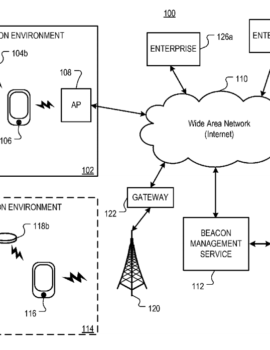 100
ON ENVIRONMENT
104b
108
AP
106
102
ENTERPRISE
126a
ENTE
110
Wide Area Network
(Internet)
ON ENVIRONMENT
118b
116
114
GATEWAY
122
120
BEACON
MANAGEMENT
SERVICE
112